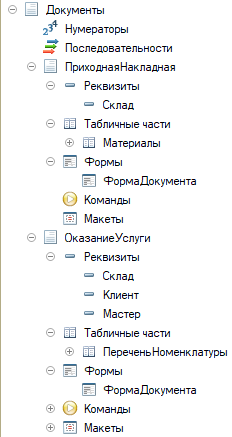 Документы
Нумераторы
Последовательности
ПриходнаяНакладная
Реквизиты
Склад
Табличные части
Материалы
Формы
ФормаДокумента
Команды
Макеты
ОказаниеУслуги
Реквизиты
Склад
Клиент
Мастер
Табличные части
ПереченьНоменклатуры
Формы
ФормаДокумента
Команды
Макеты